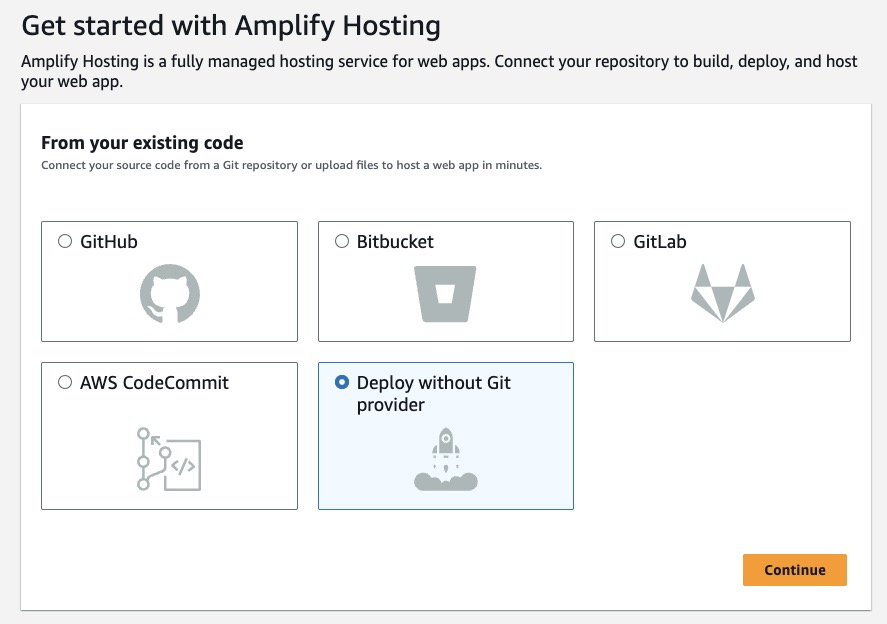 Get started with Amplify Hosting
Amplify Hosting is a fully managed hosting service for web apps. Connect your repository to build, deploy, and host
your web app.
From your existing code
Connect your source code from a Git repository or upload files to host a web app in minutes.
GitHub
Bitbucket
GitLab
AWS CodeCommit
Deploy without Git
provider
</>
Continue